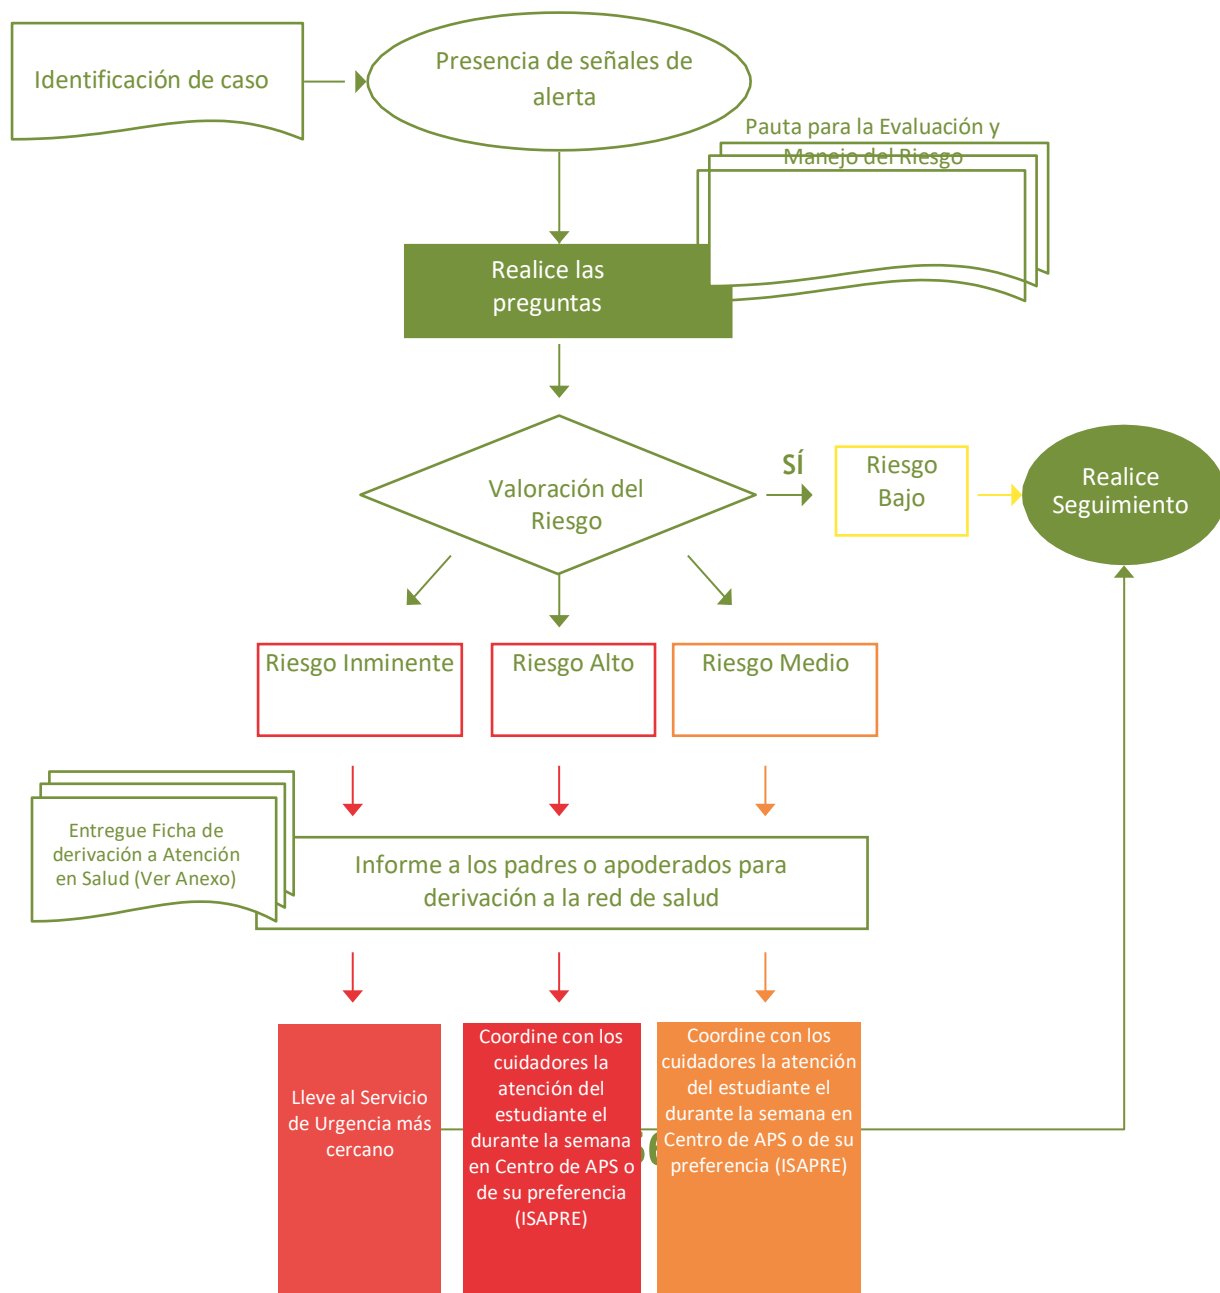 Identificación de caso
Presencia de señales de
alerta
Pauta para la Evaluación y
Manejo del Riesgo
Realice las
preguntas
Valoración del
Riesgo
SÍ
Riesgo
Bajo
Realice
Seguimiento
Riesgo Inminente
Riesgo Alto
Riesgo Medio
Entregue Ficha de
derivación a Atención
en Salud (Ver Anexo)
Informe a los padres o apoderados para
derivación a la red de salud
Lleve al Servicio
de Urgencia más
cercano
Coordine con los
cuidadores la
atención del
estudiante el
durante la semana
en Centro de APS o
de su preferencia
(ISAPRE)
Coordine con los
cuidadores la atención
del estudiante el
durante la semana en
Centro de APS o de su
preferencia (ISAPRE)